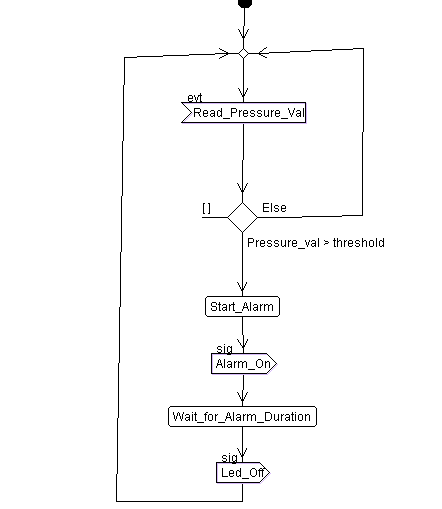 evt
Read_Pressure_Val
[ ]
Else
Pressure_val > threshold
Start_Alarm
sig
Alarm_On
Wait_for_Alarm_Duration
sig
Led_Off